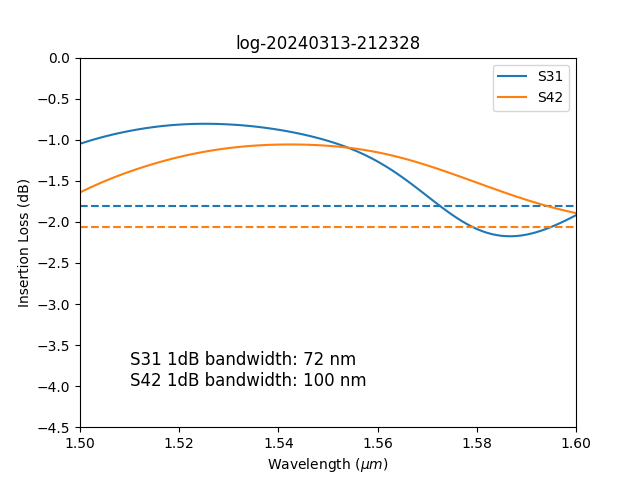 log-20240313-212328
0.0
−0.5
−1.0
−1.5
−2.0
−2.5
−3.0
−3.5
−4.0
−4.5
Insertion Loss (dB)
S31
S42
S31 1dB bandwidth: 72 nm
S42 1dB bandwidth: 100 nm
1.50 1.52 1.54 1.56 1.58 1.60
Wavelength (μm)